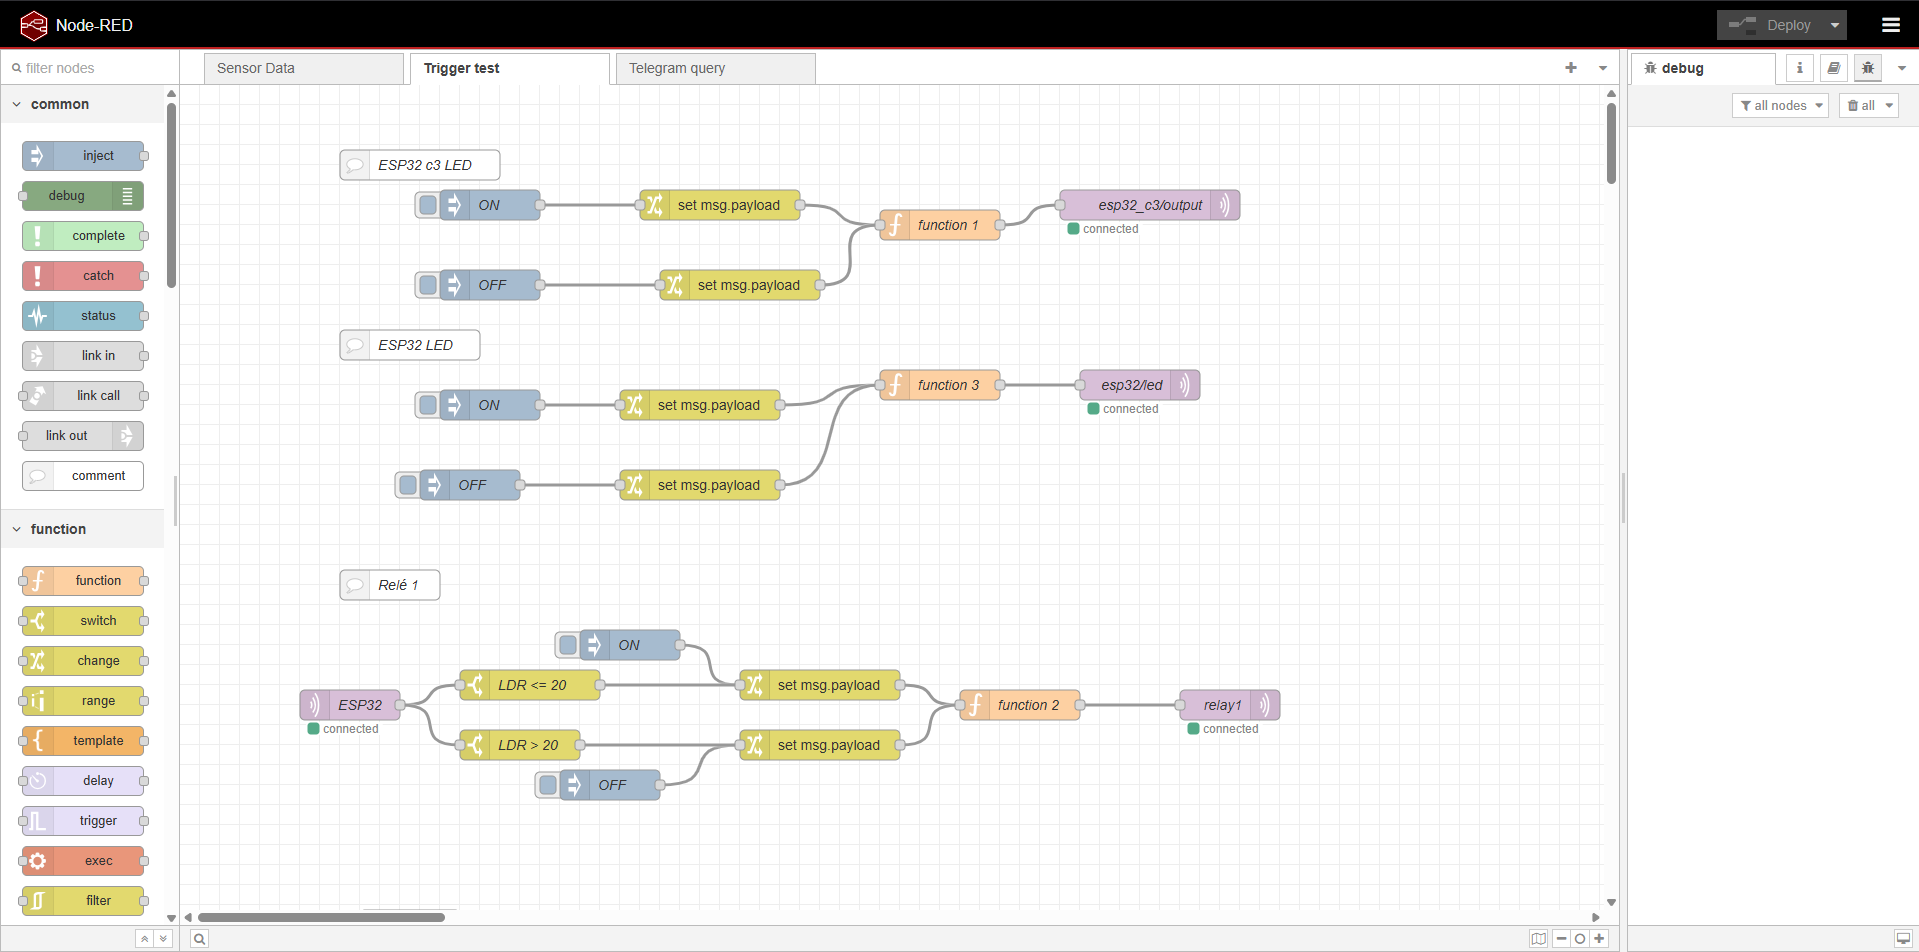 Node-RED
Deploy
filter nodes
Sensor Data
Trigger test
Telegram query
debug
all nodes
all
common
inject
debug
complete
catch
status
link in
link call
link out
comment
function
function
switch
change
range
template
delay
trigger
exec
filter
ESP32 c3 LED
ON
set msg.payload
function 1
esp32_c3/output
connected
OFF
set msg.payload
ESP32 LED
function 3
esp32/led
connected
ON
set msg.payload
OFF
set msg.payload
Relé 1
ON
LDR <= 20
set msg.payload
ESP32
connected
function 2
relay1
connected
LDR > 20
set msg.payload
OFF